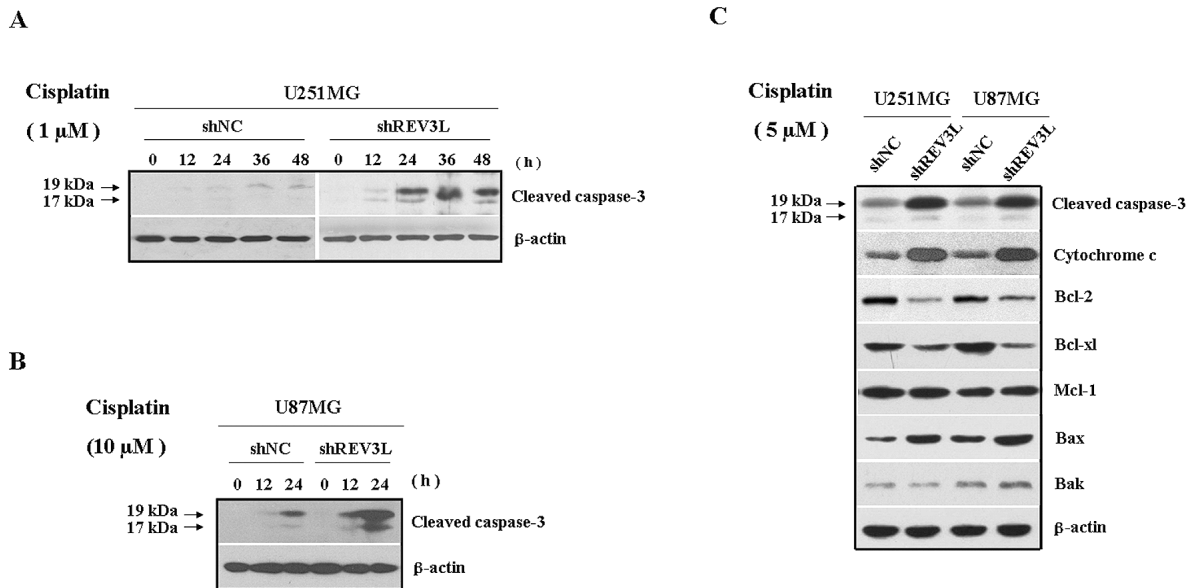 A
Cisplatin
( 1 μM )
U251MG
shNC shREV3L
0 12 24 36 48 0 12 24 36 48 ( h )
19 kDa
17 kDa
Cleaved caspase-3
β-actin
B
Cisplatin
(10 μM )
U87MG
shNC shREV3L
0 12 24 0 12 24 ( h )
19 kDa
17 kDa
Cleaved caspase-3
β-actin
C
Cisplatin
( 5 μM )
U251MG U87MG
shNC shREV3L shNC shREV3L
19 kDa
17 kDa
Cleaved caspase-3
Cytochrome c
Bcl-2
Bcl-xl
Mcl-1
Bax
Bak
β-actin